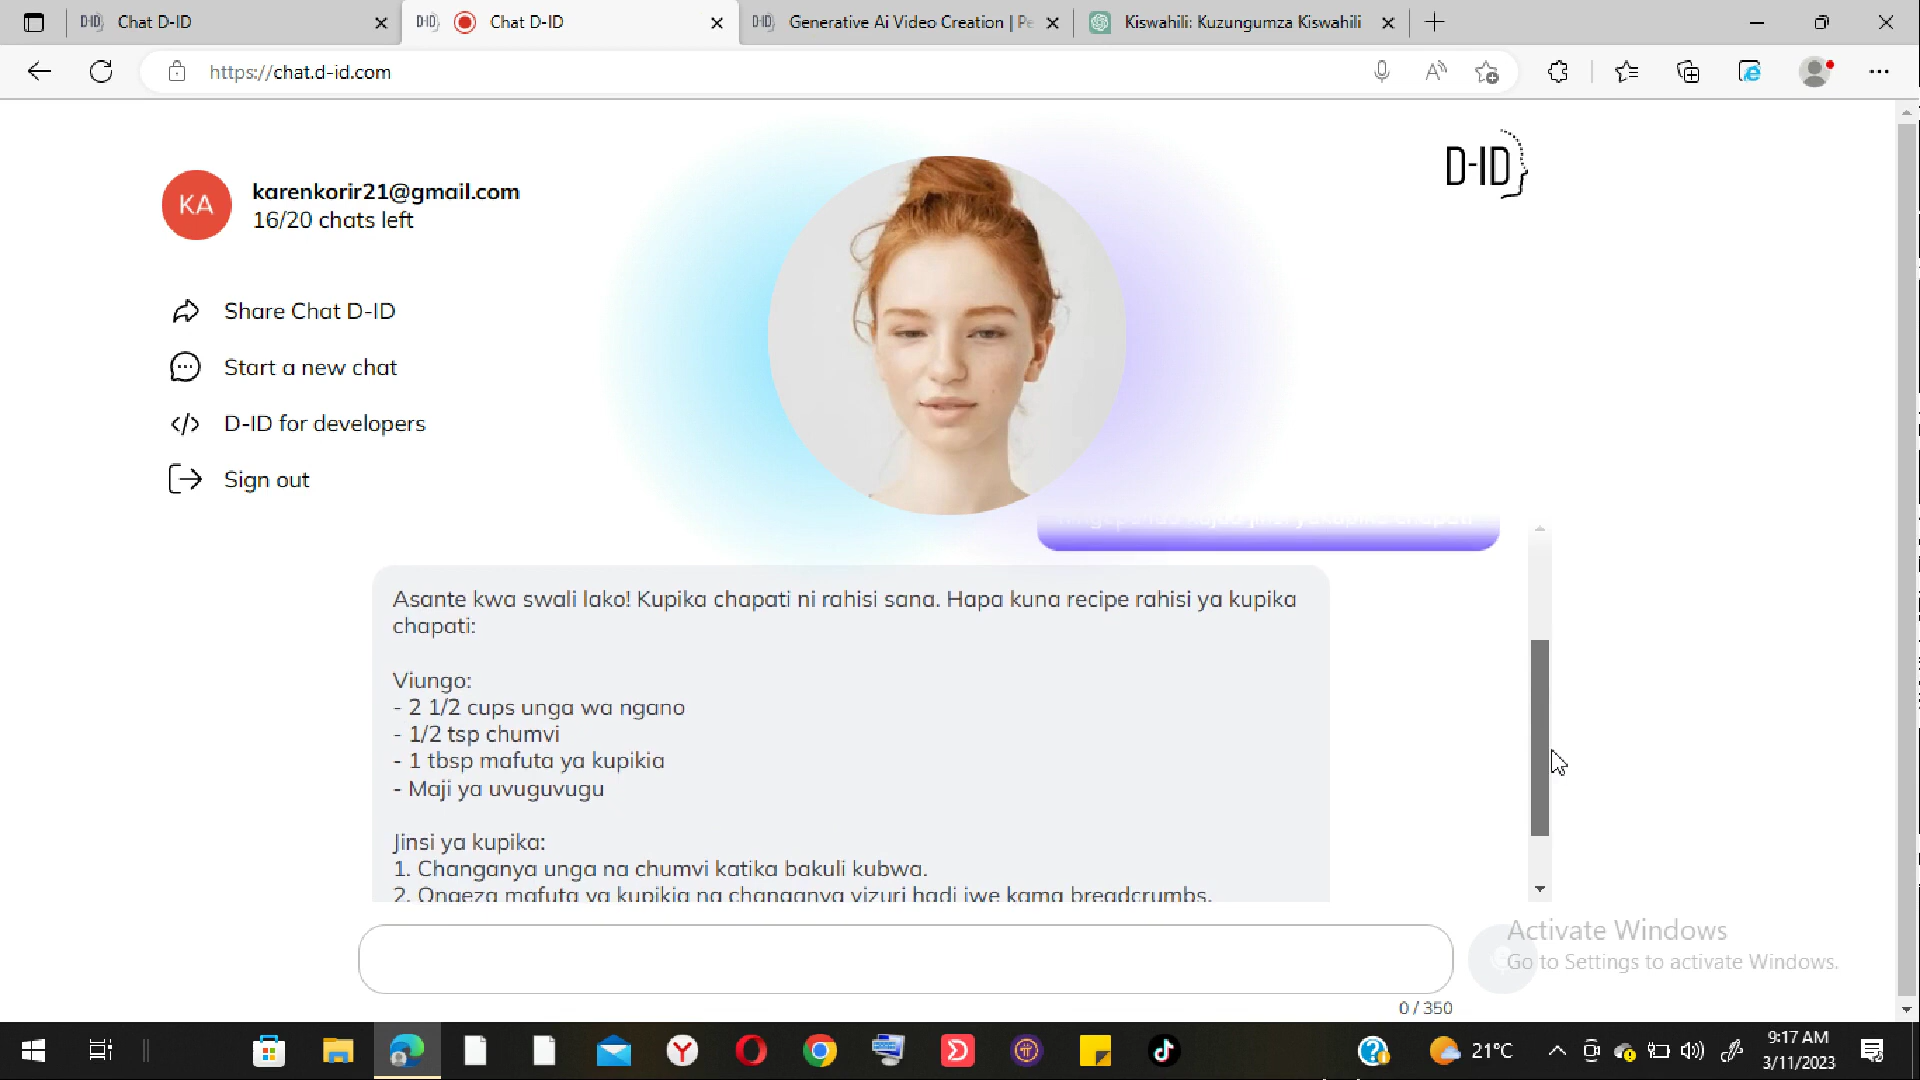 Chat D-ID
Chat D-ID
Generative Ai Video Creation | Pe
Kiswahili: Kuzungumza Kiswahili
https://chat.d-id.com
D-ID
KA
karenkorir21@gmail.com
16/20 chats left
Share Chat D-ID
Start a new chat
D-ID for developers
Sign out
Asante kwa swali lako! Kupika chapati ni rahisi sana. Hapa kuna recipe rahisi ya kupika
chapati:
Viungo:
- 2 1/2 cups unga wa ngano
- 1/2 tsp chumvi
- 1 tbsp mafuta ya kupikia
- Maji ya uvuguvugu
Jinsi ya kupika:
1. Changanya unga na chumvi katika bakuli kubwa.
2. Ongeza mafuta ya kupikia na changanya vizuri hadi iwe kama breadcrumbs.
Activate Windows
Go to Settings to activate Windows.
0 / 350
21°C
9:17 AM
3/11/2023